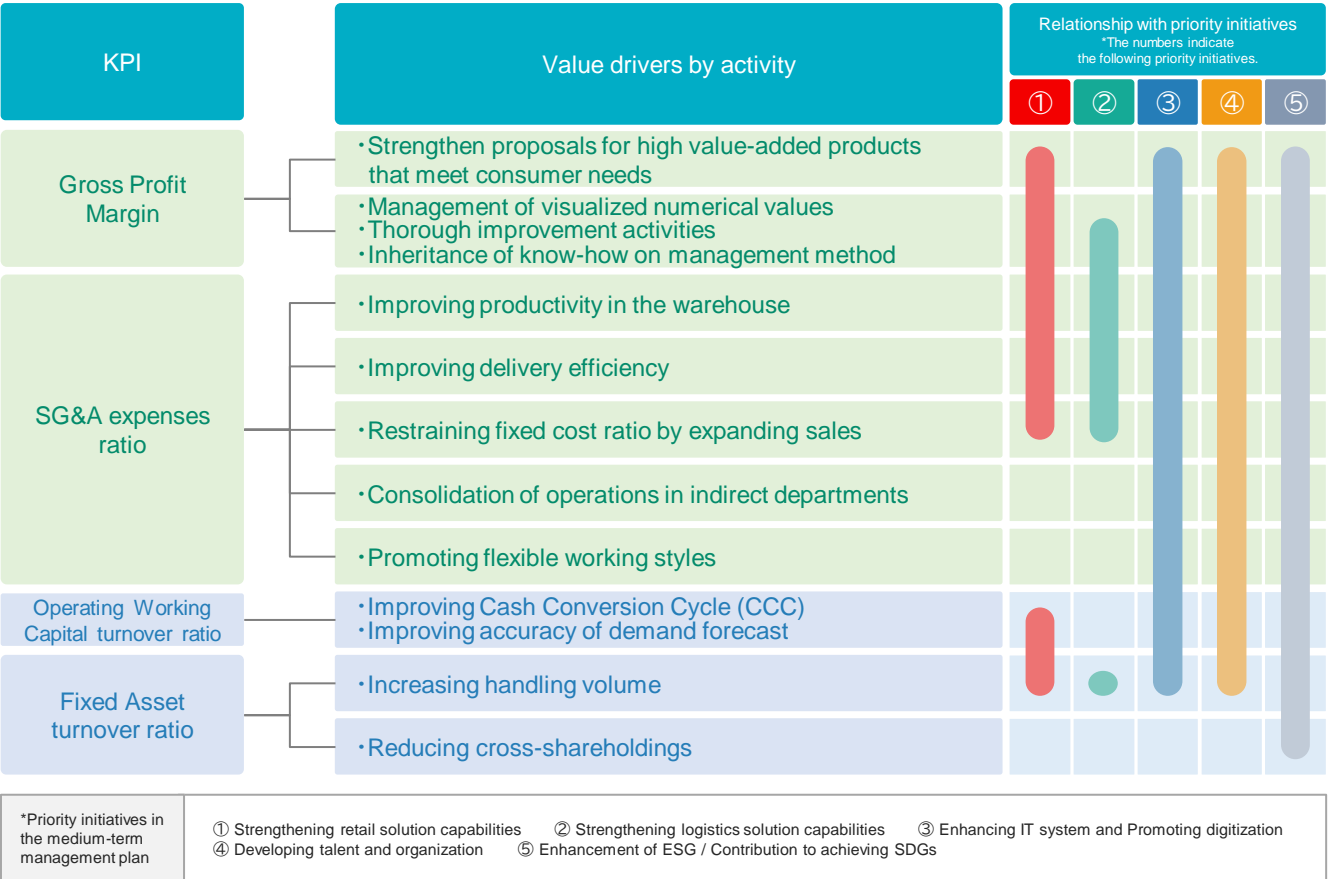 KPI
Value drivers by activity
Relationship with priority initiatives
*The numbers indicate
the following priority initiatives.
① ② ③ ④ ⑤
Gross Profit
Margin
・Strengthen proposals for high value-added products
that meet consumer needs
・Management of visualized numerical values
・Thorough improvement activities
・Inheritance of know-how on management method
SG&A expenses
ratio
・Improving productivity in the warehouse
・Improving delivery efficiency
・Restraining fixed cost ratio by expanding sales
・Consolidation of operations in indirect departments
・Promoting flexible working styles
Operating Working
Capital turnover ratio
・Improving Cash Conversion Cycle (CCC)
・Improving accuracy of demand forecast
Fixed Asset
turnover ratio
・Increasing handling volume
・Reducing cross-shareholdings
*Priority initiatives in
the medium-term
management plan
① Strengthening retail solution capabilities ② Strengthening logistics solution capabilities ③ Enhancing IT system and Promoting digitization
④ Developing talent and organization ⑤ Enhancement of ESG / Contribution to achieving SDGs